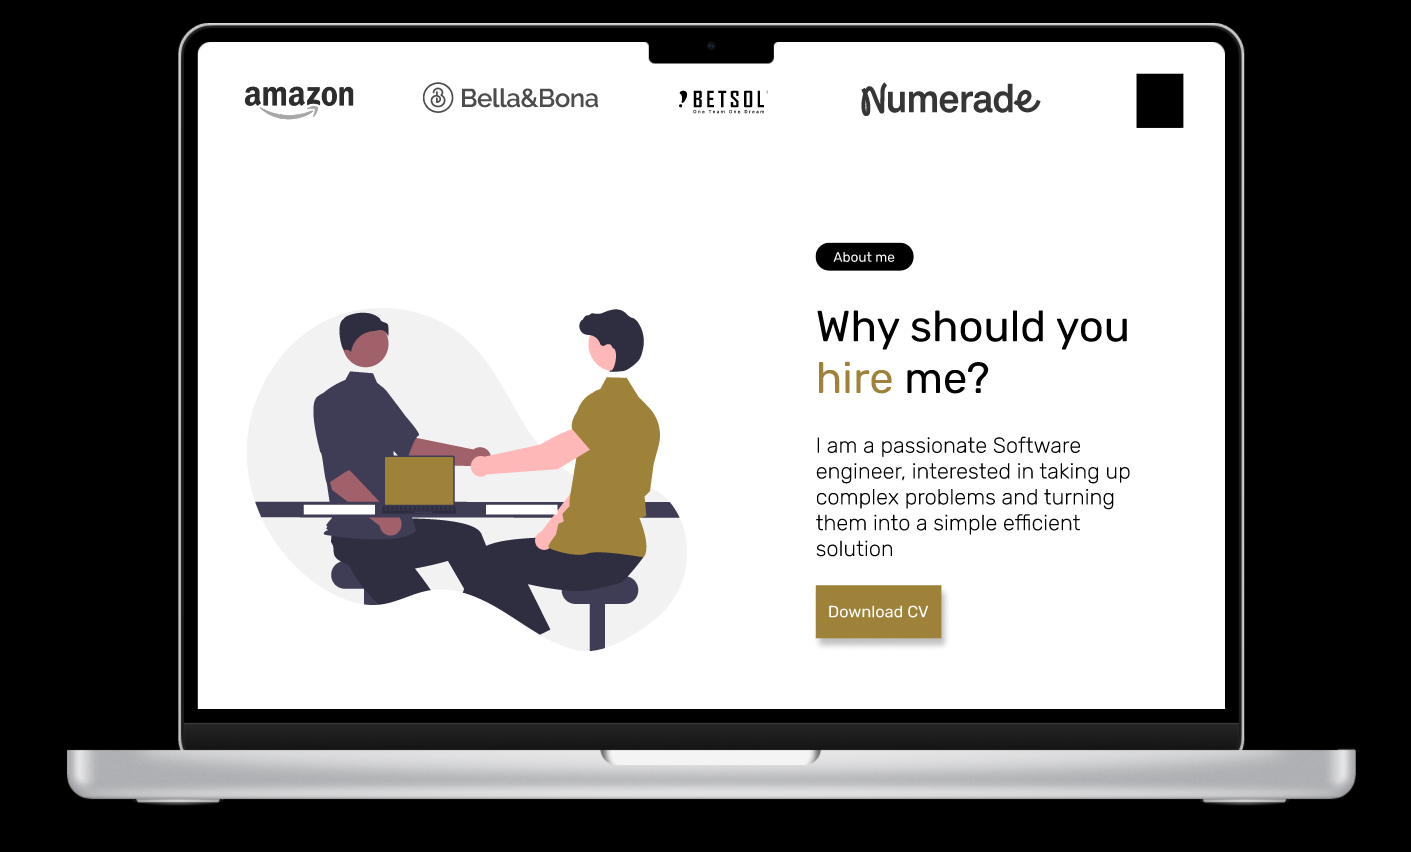 amazon
Bella&Bona
BETSOL
One Team One Dream
Numerade
About me
Why should you
hire me?
I am a passionate Software
engineer, interested in taking up
complex problems and turning
them into a simple efficient
solution
Download CV